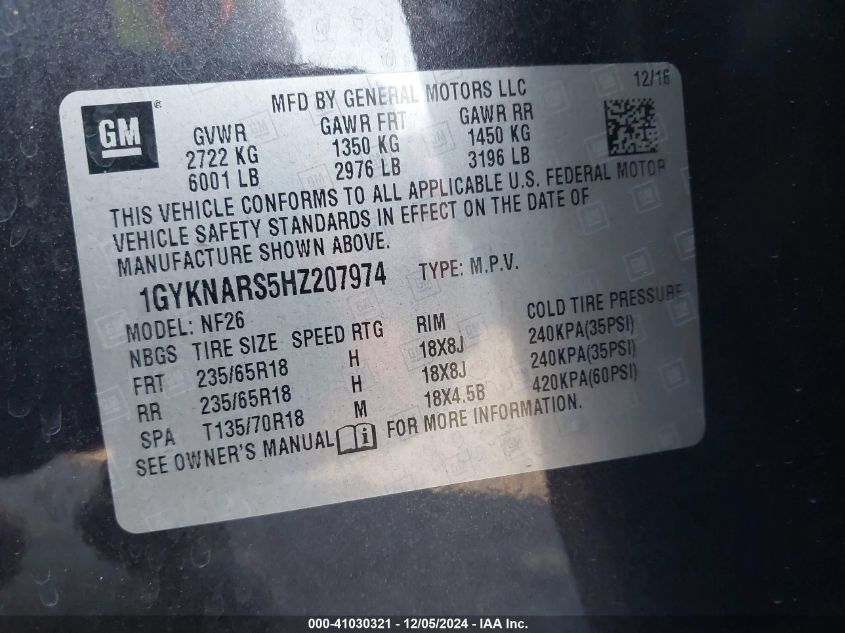 MFD BY GENERAL MOTORS LLC 12/16
GM ®
GVWR GAWR FRT GAWR RR
2722 KG 1350 KG 1450 KG
6001 LB 2976 LB 3196 LB
THIS VEHICLE CONFORMS TO ALL APPLICABLE U.S. FEDERAL MOTOR
VEHICLE SAFETY STANDARDS IN EFFECT ON THE DATE OF
MANUFACTURE SHOWN ABOVE.
1GYKNARS5HZ207974 TYPE: M.P.V.
MODEL: NF26
NBGS TIRE SIZE SPEED RTG RIM COLD TIRE PRESSURE
FRT 235/65R18 H 18X8J 240KPA(35PSI)
RR 235/65R18 H 18X8J 240KPA(35PSI)
SPA T135/70R18 M 18X4.5B 420KPA(60PSI)
SEE OWNER'S MANUAL FOR MORE INFORMATION.
000-41030321 - 12/05/2024 - IAA Inc.